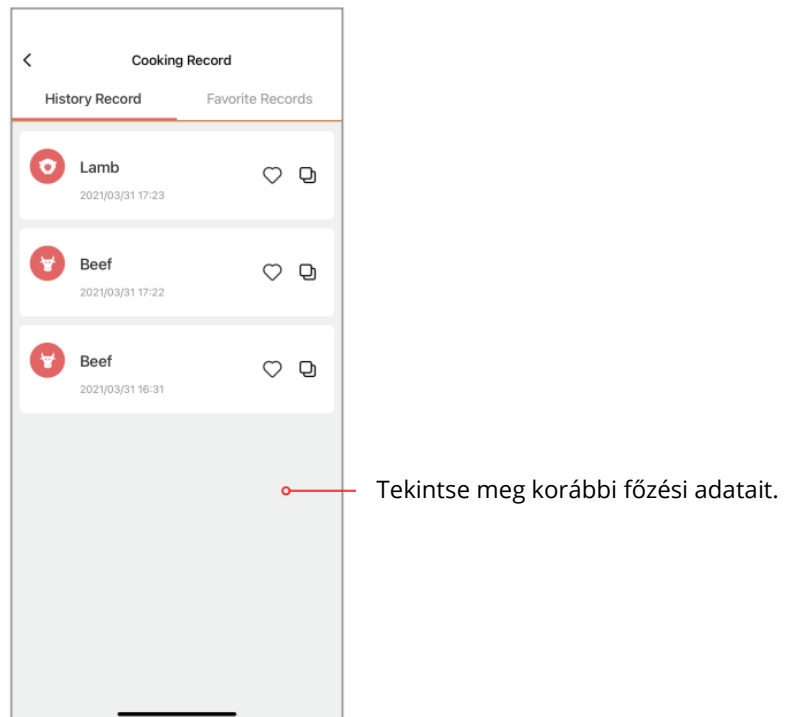 Cooking Record
History Record Favorite Records
Lamb
2021/03/31 17:23
Beef
2021/03/31 17:22
Beef
2021/03/31 16:31
Tekintse meg korábbi főzési adatait.